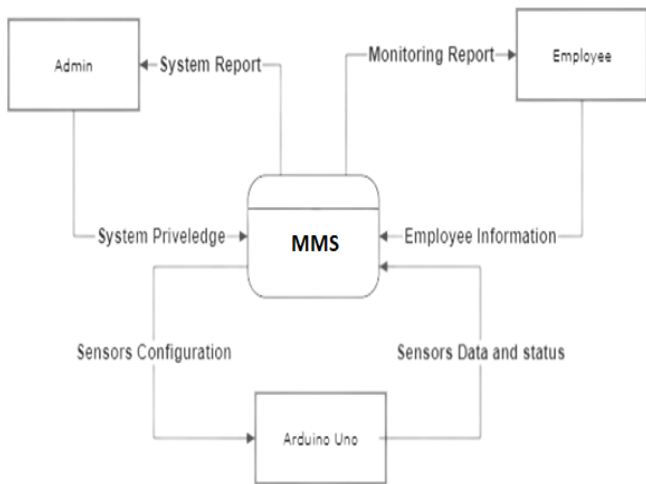 Admin
System Report
Monitoring Report
Employee
System Priveledge
MMS
Employee Information
Sensors Configuration
Sensors Data and status
Arduino Uno